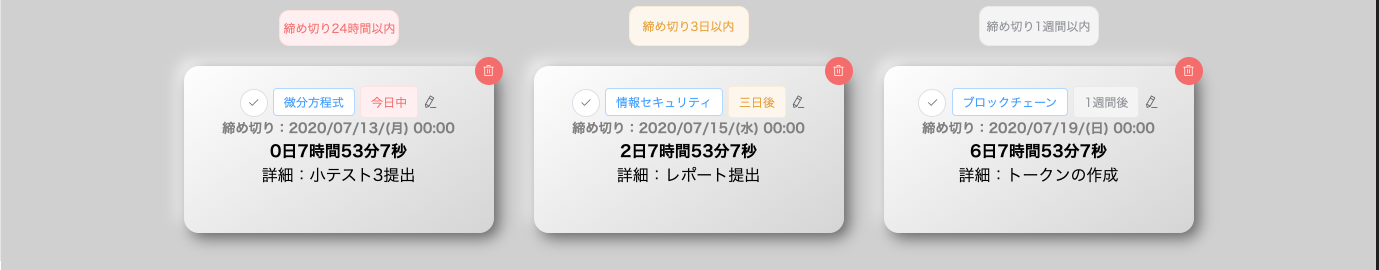 締め切り24時間以内
締め切り3日以内
締め切り1週間以内
微分方程式 今日中
締め切り：2020/07/13/(月) 00:00
0日7時間53分7秒
詳細：小テスト3提出
情報セキュリティ 三日後
締め切り：2020/07/15/(水) 00:00
2日7時間53分7秒
詳細：レポート提出
ブロックチェーン 1週間後
締め切り：2020/07/19/(日) 00:00
6日7時間53分7秒
詳細：トークンの作成